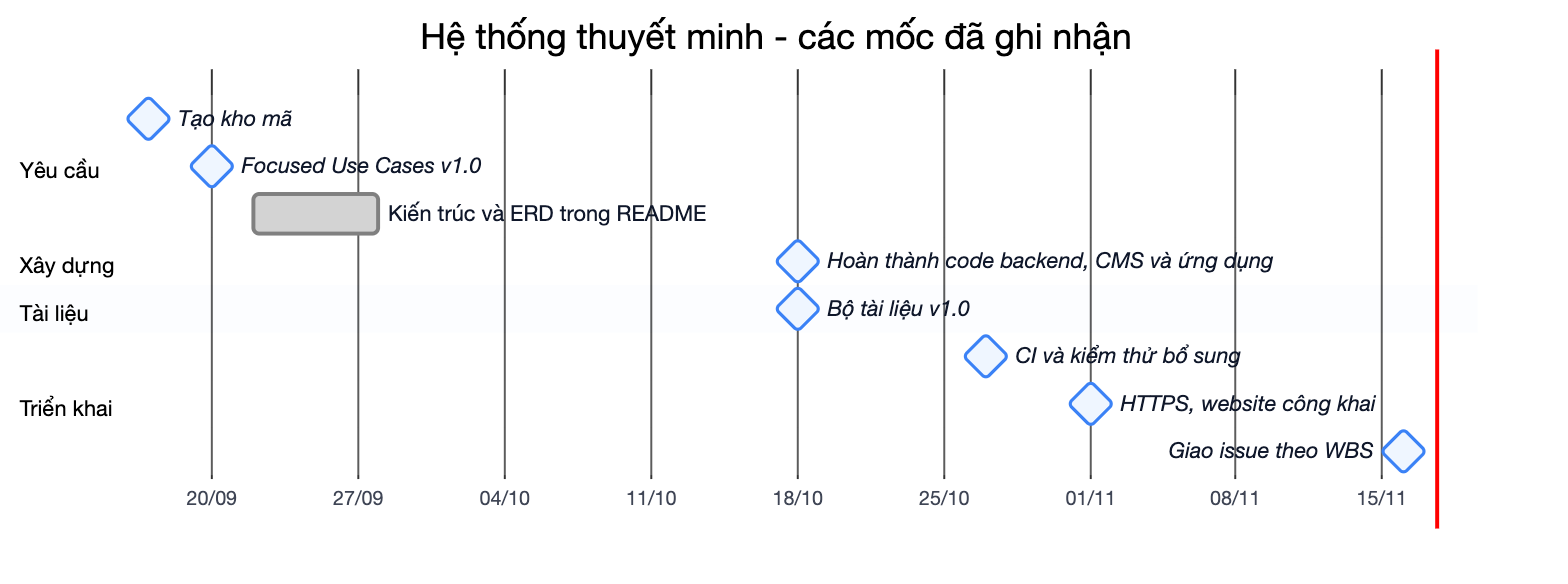 Hệ thống thuyết minh - các mốc đã ghi nhận
Tạo kho mã
Yêu cầu
Focused Use Cases v1.0
Kiến trúc và ERD trong README
Xây dựng
Hoàn thành code backend, CMS và ứng dụng
Tài liệu
Bộ tài liệu v1.0
CI và kiểm thử bổ sung
Triển khai
HTTPS, website công khai
Giao issue theo WBS
20/09 27/09 04/10 11/10 18/10 25/10 01/11 08/11 15/11